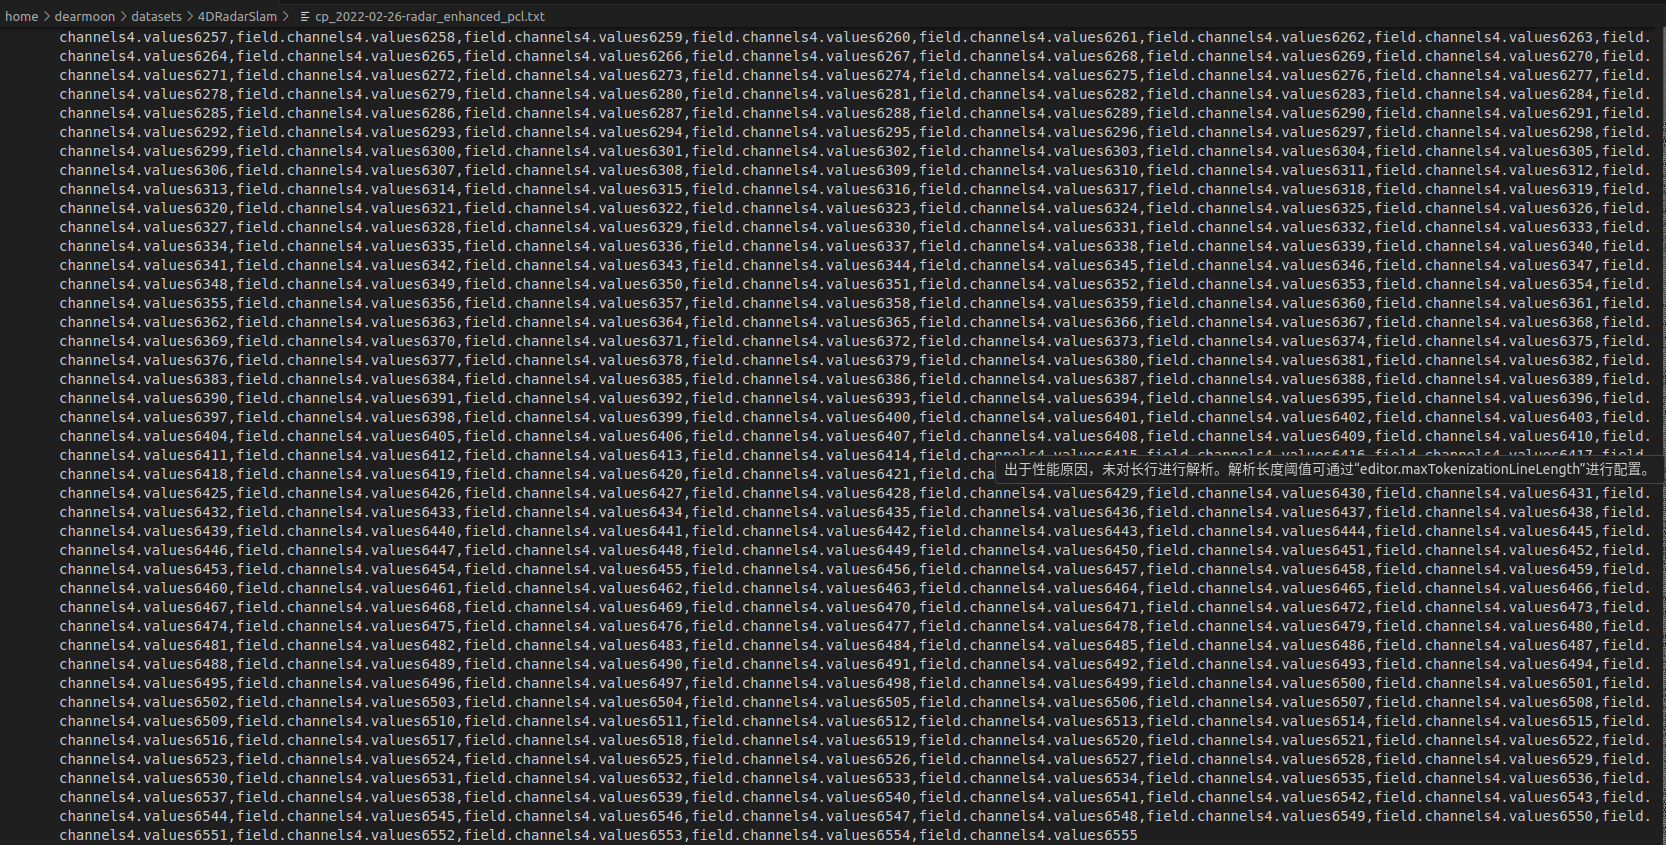 home > dearmoon > datasets > 4DRadarSlam > cp_2022-02-26-radar_enhanced_pcl.txt
channels4.values6257,field.channels4.values6258,field.channels4.values6259,field.channels4.values6260,field.channels4.values6261,field.channels4.values6262,field.channels4.values6263,field.
channels4.values6264,field.channels4.values6265,field.channels4.values6266,field.channels4.values6267,field.channels4.values6268,field.channels4.values6269,field.channels4.values6270,field.
channels4.values6271,field.channels4.values6272,field.channels4.values6273,field.channels4.values6274,field.channels4.values6275,field.channels4.values6276,field.channels4.values6277,field.
channels4.values6278,field.channels4.values6279,field.channels4.values6280,field.channels4.values6281,field.channels4.values6282,field.channels4.values6283,field.channels4.values6284,field.
channels4.values6285,field.channels4.values6286,field.channels4.values6287,field.channels4.values6288,field.channels4.values6289,field.channels4.values6290,field.channels4.values6291,field.
channels4.values6292,field.channels4.values6293,field.channels4.values6294,field.channels4.values6295,field.channels4.values6296,field.channels4.values6297,field.channels4.values6298,field.
channels4.values6299,field.channels4.values6300,field.channels4.values6301,field.channels4.values6302,field.channels4.values6303,field.channels4.values6304,field.channels4.values6305,field.
channels4.values6306,field.channels4.values6307,field.channels4.values6308,field.channels4.values6309,field.channels4.values6310,field.channels4.values6311,field.channels4.values6312,field.
channels4.values6313,field.channels4.values6314,field.channels4.values6315,field.channels4.values6316,field.channels4.values6317,field.channels4.values6318,field.channels4.values6319,field.
channels4.values6320,field.channels4.values6321,field.channels4.values6322,field.channels4.values6323,field.channels4.values6324,field.channels4.values6325,field.channels4.values6326,field.
channels4.values6327,field.channels4.values6328,field.channels4.values6329,field.channels4.values6330,field.channels4.values6331,field.channels4.values6332,field.channels4.values6333,field.
channels4.values6334,field.channels4.values6335,field.channels4.values6336,field.channels4.values6337,field.channels4.values6338,field.channels4.values6339,field.channels4.values6340,field.
channels4.values6341,field.channels4.values6342,field.channels4.values6343,field.channels4.values6344,field.channels4.values6345,field.channels4.values6346,field.channels4.values6347,field.
channels4.values6348,field.channels4.values6349,field.channels4.values6350,field.channels4.values6351,field.channels4.values6352,field.channels4.values6353,field.channels4.values6354,field.
channels4.values6355,field.channels4.values6356,field.channels4.values6357,field.channels4.values6358,field.channels4.values6359,field.channels4.values6360,field.channels4.values6361,field.
channels4.values6362,field.channels4.values6363,field.channels4.values6364,field.channels4.values6365,field.channels4.values6366,field.channels4.values6367,field.channels4.values6368,field.
channels4.values6369,field.channels4.values6370,field.channels4.values6371,field.channels4.values6372,field.channels4.values6373,field.channels4.values6374,field.channels4.values6375,field.
channels4.values6376,field.channels4.values6377,field.channels4.values6378,field.channels4.values6379,field.channels4.values6380,field.channels4.values6381,field.channels4.values6382,field.
channels4.values6383,field.channels4.values6384,field.channels4.values6385,field.channels4.values6386,field.channels4.values6387,field.channels4.values6388,field.channels4.values6389,field.
channels4.values6390,field.channels4.values6391,field.channels4.values6392,field.channels4.values6393,field.channels4.values6394,field.channels4.values6395,field.channels4.values6396,field.
channels4.values6397,field.channels4.values6398,field.channels4.values6399,field.channels4.values6400,field.channels4.values6401,field.channels4.values6402,field.channels4.values6403,field.
channels4.values6404,field.channels4.values6405,field.channels4.values6406,field.channels4.values6407,field.channels4.values6408,field.channels4.values6409,field.channels4.values6410,field.
channels4.values6411,field.channels4.values6412,field.channels4.values6413,field.channels4.values6414,field.channels4.values6415,field.channels4.values6416,field.channels4.values6417,field.
channels4.values6418,field.channels4.values6419,field.channels4.values6420,field.channels4.values6421,field.cha
出于性能原因，未对长行进行解析。解析长度阈值可通过“editor.maxTokenizationLineLength”进行配置。
channels4.values6425,field.channels4.values6426,field.channels4.values6427,field.channels4.values6428,field.channels4.values6429,field.channels4.values6430,field.channels4.values6431,field.
channels4.values6432,field.channels4.values6433,field.channels4.values6434,field.channels4.values6435,field.channels4.values6436,field.channels4.values6437,field.channels4.values6438,field.
channels4.values6439,field.channels4.values6440,field.channels4.values6441,field.channels4.values6442,field.channels4.values6443,field.channels4.values6444,field.channels4.values6445,field.
channels4.values6446,field.channels4.values6447,field.channels4.values6448,field.channels4.values6449,field.channels4.values6450,field.channels4.values6451,field.channels4.values6452,field.
channels4.values6453,field.channels4.values6454,field.channels4.values6455,field.channels4.values6456,field.channels4.values6457,field.channels4.values6458,field.channels4.values6459,field.
channels4.values6460,field.channels4.values6461,field.channels4.values6462,field.channels4.values6463,field.channels4.values6464,field.channels4.values6465,field.channels4.values6466,field.
channels4.values6467,field.channels4.values6468,field.channels4.values6469,field.channels4.values6470,field.channels4.values6471,field.channels4.values6472,field.channels4.values6473,field.
channels4.values6474,field.channels4.values6475,field.channels4.values6476,field.channels4.values6477,field.channels4.values6478,field.channels4.values6479,field.channels4.values6480,field.
channels4.values6481,field.channels4.values6482,field.channels4.values6483,field.channels4.values6484,field.channels4.values6485,field.channels4.values6486,field.channels4.values6487,field.
channels4.values6488,field.channels4.values6489,field.channels4.values6490,field.channels4.values6491,field.channels4.values6492,field.channels4.values6493,field.channels4.values6494,field.
channels4.values6495,field.channels4.values6496,field.channels4.values6497,field.channels4.values6498,field.channels4.values6499,field.channels4.values6500,field.channels4.values6501,field.
channels4.values6502,field.channels4.values6503,field.channels4.values6504,field.channels4.values6505,field.channels4.values6506,field.channels4.values6507,field.channels4.values6508,field.
channels4.values6509,field.channels4.values6510,field.channels4.values6511,field.channels4.values6512,field.channels4.values6513,field.channels4.values6514,field.channels4.values6515,field.
channels4.values6516,field.channels4.values6517,field.channels4.values6518,field.channels4.values6519,field.channels4.values6520,field.channels4.values6521,field.channels4.values6522,field.
channels4.values6523,field.channels4.values6524,field.channels4.values6525,field.channels4.values6526,field.channels4.values6527,field.channels4.values6528,field.channels4.values6529,field.
channels4.values6530,field.channels4.values6531,field.channels4.values6532,field.channels4.values6533,field.channels4.values6534,field.channels4.values6535,field.channels4.values6536,field.
channels4.values6537,field.channels4.values6538,field.channels4.values6539,field.channels4.values6540,field.channels4.values6541,field.channels4.values6542,field.channels4.values6543,field.
channels4.values6544,field.channels4.values6545,field.channels4.values6546,field.channels4.values6547,field.channels4.values6548,field.channels4.values6549,field.channels4.values6550,field.
channels4.values6551,field.channels4.values6552,field.channels4.values6553,field.channels4.values6554,field.channels4.values6555